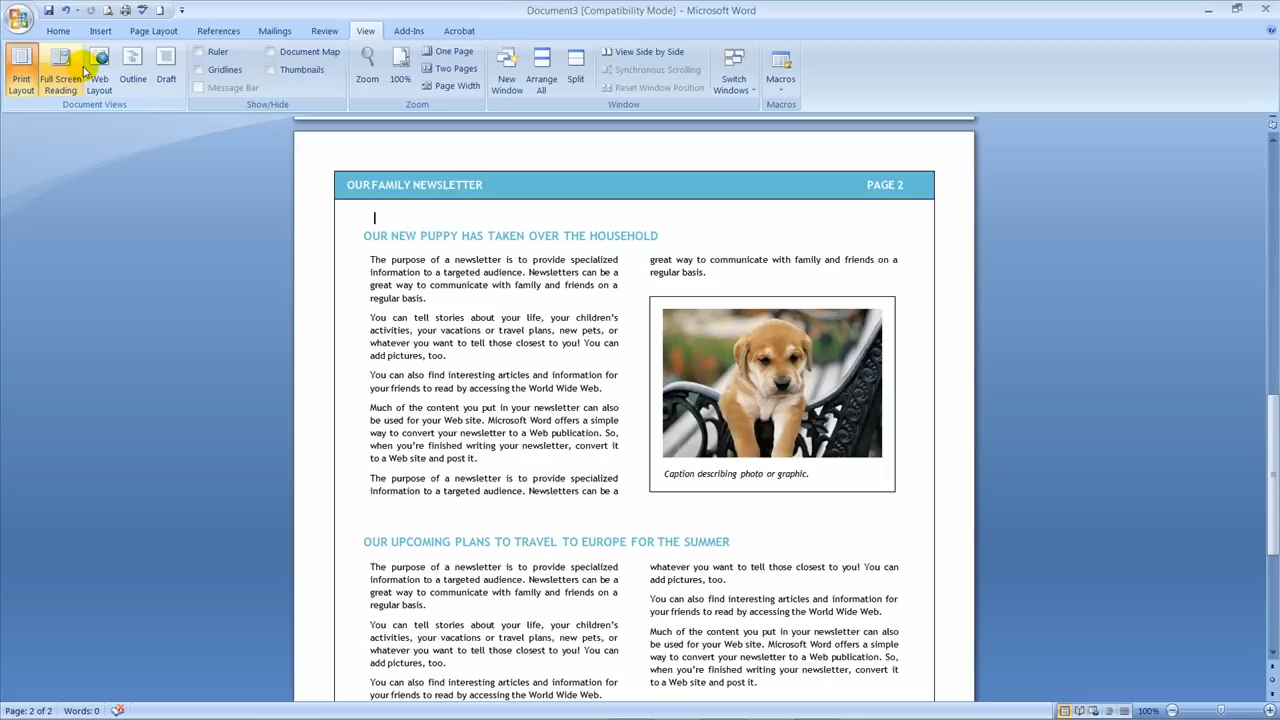 Document3 [Compatibility Mode] - Microsoft Word
Home Insert Page Layout References Mailings Review View Add-Ins Acrobat
Print Layout
Full Screen Reading
Web Layout
Outline
Draft
Document Views
Ruler
Gridlines
Message Bar
Document Map
Thumbnails
Show/Hide
Zoom
100%
One Page
Two Pages
Page Width
Zoom
New Window
Arrange All
Split
View Side by Side
Synchronous Scrolling
Reset Window Position
Switch Windows
Window
Macros
Macros
OUR FAMILY NEWSLETTER PAGE 2
OUR NEW PUPPY HAS TAKEN OVER THE HOUSEHOLD
The purpose of a newsletter is to provide specialized
information to a targeted audience. Newsletters can be a
great way to communicate with family and friends on a
regular basis.
You can tell stories about your life, your children's
activities, your vacations or travel plans, new pets, or
whatever you want to tell those closest to you! You can
add pictures, too.
You can also find interesting articles and information for
your friends to read by accessing the World Wide Web.
Much of the content you put in your newsletter can also
be used for your Web site. Microsoft Word offers a simple
way to convert your newsletter to a Web publication. So,
when you're finished writing your newsletter, convert it
to a Web site and post it.
The purpose of a newsletter is to provide specialized
information to a targeted audience. Newsletters can be a
great way to communicate with family and friends on a
regular basis.
Caption describing photo or graphic.
OUR UPCOMING PLANS TO TRAVEL TO EUROPE FOR THE SUMMER
The purpose of a newsletter is to provide specialized
information to a targeted audience. Newsletters can be a
great way to communicate with family and friends on a
regular basis.
You can tell stories about your life, your children's
activities, your vacations or travel plans, new pets, or
whatever you want to tell those closest to you! You can
add pictures, too.
You can also find interesting articles and information for
your friends to read by accessing the World Wide Web.
whatever you want to tell those closest to you! You can
add pictures, too.
You can also find interesting articles and information for
your friends to read by accessing the World Wide Web.
Much of the content you put in your newsletter can also
be used for your Web site. Microsoft Word offers a simple
way to convert your newsletter to a Web publication. So,
when you're finished writing your newsletter, convert it
to a Web site and post it.
Page: 2 of 2 Words: 0 100%